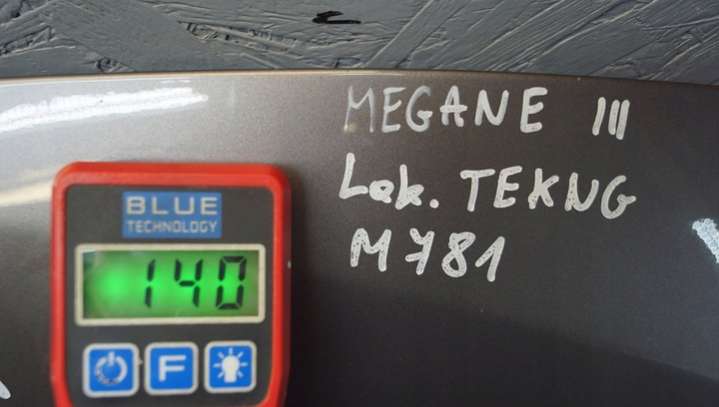 MEGANE III
Lak. TEKNG
M781
BLUE
TECHNOLOGY
140
F